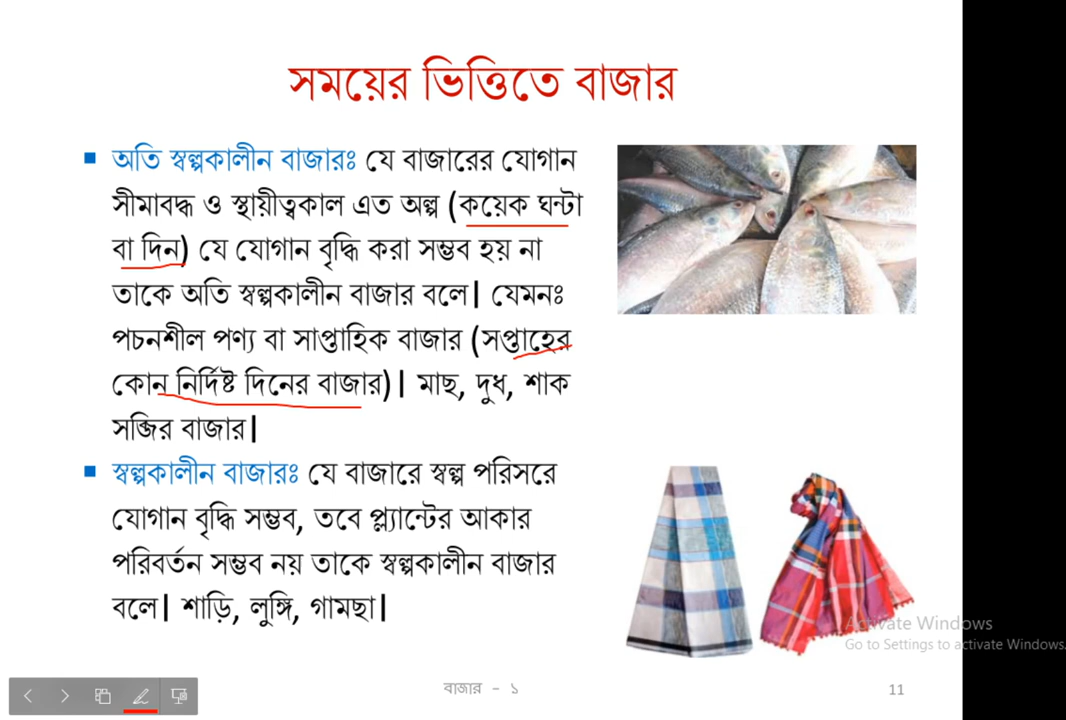 সময়ের ভিত্তিতে বাজার
অতি স্বল্পকালীন বাজারঃ যে বাজারের যোগান
সীমাবদ্ধ ও স্থায়ীত্বকাল এত অল্প (কয়েক ঘন্টা
বা দিন) যে যোগান বৃদ্ধি করা সম্ভব হয় না
তাকে অতি স্বল্পকালীন বাজার বলে। যেমনঃ
পচনশীল পণ্য বা সাপ্তাহিক বাজার (সপ্তাহের
কোন নির্দিষ্ট দিনের বাজার)। মাছ, দুধ, শাক
সব্জির বাজার।
স্বল্পকালীন বাজারঃ যে বাজারে স্বল্প পরিসরে
যোগান বৃদ্ধি সম্ভব, তবে প্ল্যান্টের আকার
পরিবর্তন সম্ভব নয় তাকে স্বল্পকালীন বাজার
বলে। শাড়ি, লুঙ্গি, গামছা।
Activate Windows
Go to Settings to activate Windows.
বাজার - ১
11